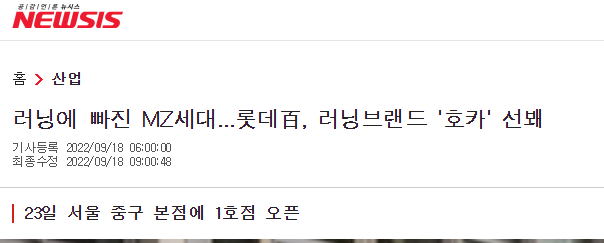 공|감|언|론 뉴시스
NEWSIS
홈 > 산업
러닝에 빠진 MZ세대...롯데百, 러닝브랜드 '호카' 선봬
기사등록 2022/09/18 06:00:00
최종수정 2022/09/18 09:00:48
23일 서울 중구 본점에 1호점 오픈